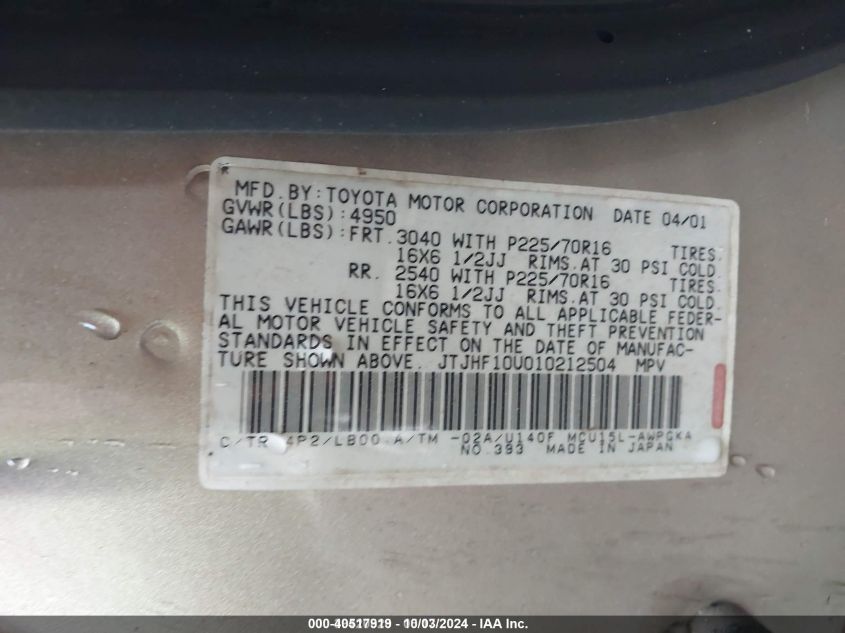 MFD.BY:TOYOTA MOTOR CORPORATION DATE 04/01
GVWR(LBS):4950
GAWR(LBS):FRT.3040 WITH P225/70R16 TIRES.
16X6 1/2JJ RIMS.AT 30 PSI COLD.
RR. 2540 WITH P225/70R16 TIRES.
16X6 1/2JJ RIMS.AT 30 PSI COLD.
THIS VEHICLE CONFORMS TO ALL APPLICABLE FEDER-
AL MOTOR VEHICLE SAFETY AND THEFT PREVENTION
STANDARDS IN EFFECT ON THE DATE OF MANUFAC-
TURE SHOWN ABOVE. JTJHF10U010212504 MPV
C/TR 4P2/LB00 A/TM -02A/U140F MCU15L-AWPGKA
NO 393 MADE IN JAPAN
000-40517919 - 10/03/2024 - IAA Inc.